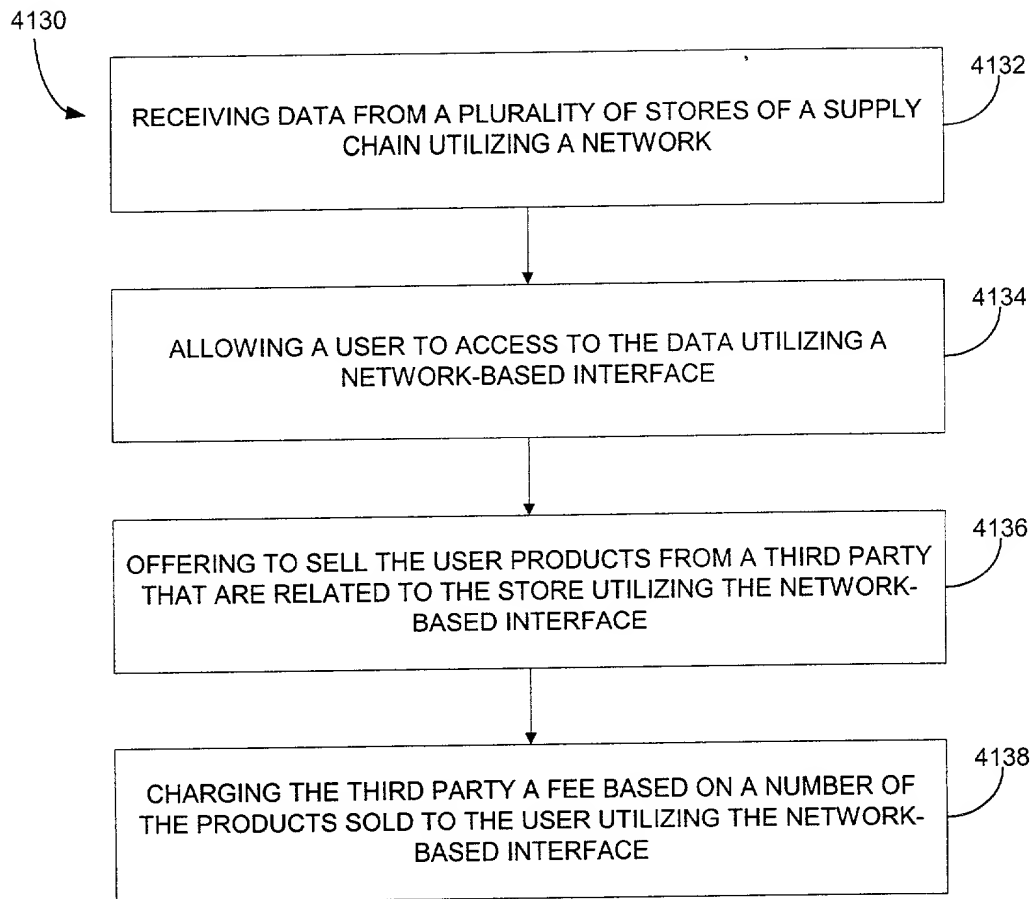 4130
4132
RECEIVING DATA FROM A PLURALITY OF STORES OF A SUPPLY
CHAIN UTILIZING A NETWORK
4134
ALLOWING A USER TO ACCESS TO THE DATA UTILIZING A
NETWORK-BASED INTERFACE
4136
OFFERING TO SELL THE USER PRODUCTS FROM A THIRD PARTY
THAT ARE RELATED TO THE STORE UTILIZING THE NETWORK-
BASED INTERFACE
4138
CHARGING THE THIRD PARTY A FEE BASED ON A NUMBER OF
THE PRODUCTS SOLD TO THE USER UTILIZING THE NETWORK-
BASED INTERFACE